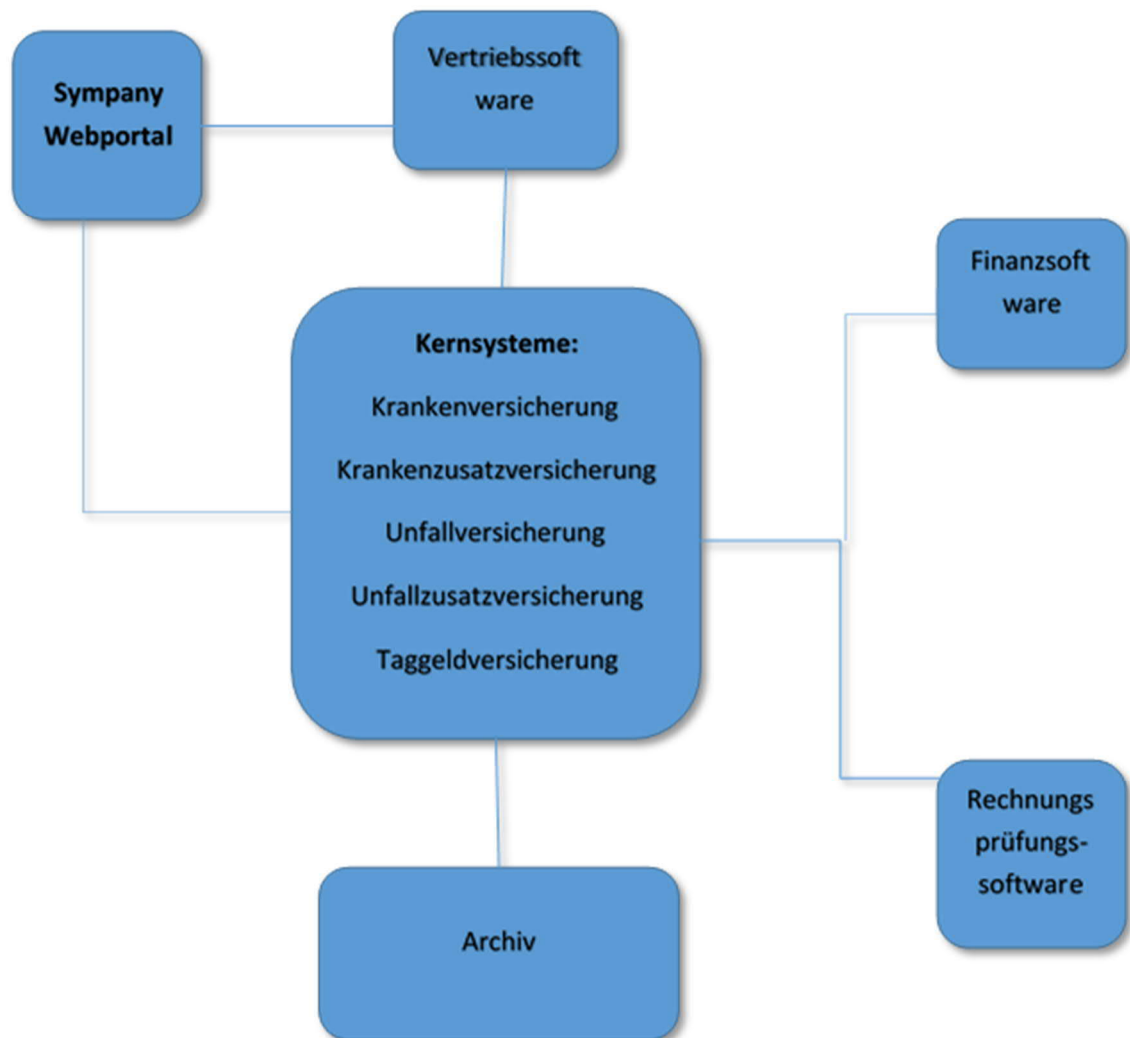 Sympany
Webportal
Vertriebssoft
ware
Finanzsoft
ware
Kernsysteme:
Krankenversicherung
Krankenzusatzversicherung
Unfallversicherung
Unfallzusatzversicherung
Taggeldversicherung
Rechnungs
prüfungs-
software
Archiv